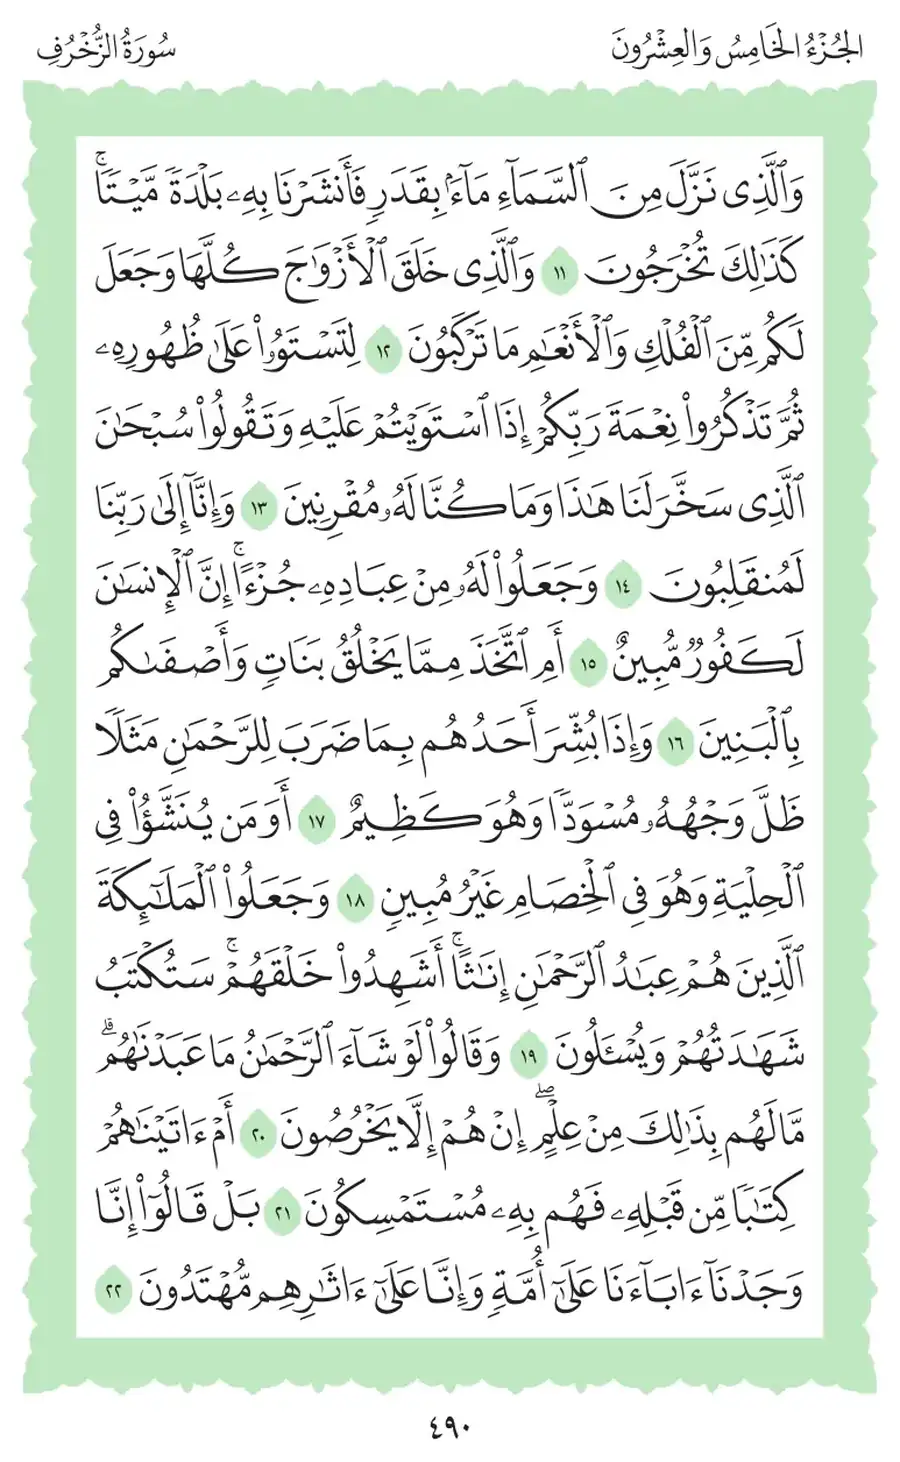 الجُزْءُ الخَامِسُ وَالعِشْرُونَ
سُورَةُ الزُّخْرُفِ
وَٱلَّذِى نَزَّلَ مِنَ ٱلسَّمَآءِ مَآءًۢ بِقَدَرٍ فَأَنشَرْنَا بِهِۦ بَلْدَةً مَّيْتًاۚ
كَذَٰلِكَ تُخْرَجُونَ ١١ وَٱلَّذِى خَلَقَ ٱلْأَزْوَٰجَ كُلَّهَا وَجَعَلَ
لَكُم مِّنَ ٱلْفُلْكِ وَٱلْأَنْعَٰمِ مَا تَرْكَبُونَ ١٢ لِتَسْتَوُۥا۟ عَلَىٰ ظُهُورِهِۦ
ثُمَّ تَذْكُرُوا۟ نِعْمَةَ رَبِّكُمْ إِذَا ٱسْتَوَيْتُمْ عَلَيْهِ وَتَقُولُوا۟ سُبْحَٰنَ
ٱلَّذِى سَخَّرَ لَنَا هَٰذَا وَمَا كُنَّا لَهُۥ مُقْرِنِينَ ١٣ وَإِنَّآ إِلَىٰ رَبِّنَا
لَمُنقَلِبُونَ ١٤ وَجَعَلُوا۟ لَهُۥ مِنْ عِبَادِهِۦ جُزْءًاۚ إِنَّ ٱلْإِنسَٰنَ
لَكَفُورٌ مُّبِينٌ ١٥ أَمِ ٱتَّخَذَ مِمَّا يَخْلُقُ بَنَاتٍ وَأَصْفَىٰكُم
بِٱلْبَنِينَ ١٦ وَإِذَا بُشِّرَ أَحَدُهُم بِمَا ضَرَبَ لِلرَّحْمَٰنِ مَثَلًا
ظَلَّ وَجْهُهُۥ مُسْوَدًّا وَهُوَ كَظِيمٌ ١٧ أَوَمَن يُنَشَّؤُا۟ فِى
ٱلْحِلْيَةِ وَهُوَ فِى ٱلْخِصَامِ غَيْرُ مُبِينٍ ١٨ وَجَعَلُوا۟ ٱلْمَلَٰٓئِكَةَ
ٱلَّذِينَ هُمْ عِبَٰدُ ٱلرَّحْمَٰنِ إِنَٰثًاۚ أَشَهِدُوا۟ خَلْقَهُمْۚ سَتُكْتَبُ
شَهَٰدَتُهُمْ وَيُسْـَٔلُونَ ١٩ وَقَالُوا۟ لَوْ شَآءَ ٱلرَّحْمَٰنُ مَا عَبَدْنَٰهُمۗ
مَّا لَهُم بِذَٰلِكَ مِنْ عِلْمٍۖ إِنْ هُمْ إِلَّا يَخْرُصُونَ ٢٠ أَمْ ءَاتَيْنَٰهُمْ
كِتَٰبًا مِّن قَبْلِهِۦ فَهُم بِهِۦ مُسْتَمْسِكُونَ ٢١ بَلْ قَالُوٓا۟ إِنَّا
وَجَدْنَآ ءَابَآءَنَا عَلَىٰٓ أُمَّةٍ وَإِنَّا عَلَىٰٓ ءَاثَٰرِهِم مُّهْتَدُونَ ٢٢
٤٩٠